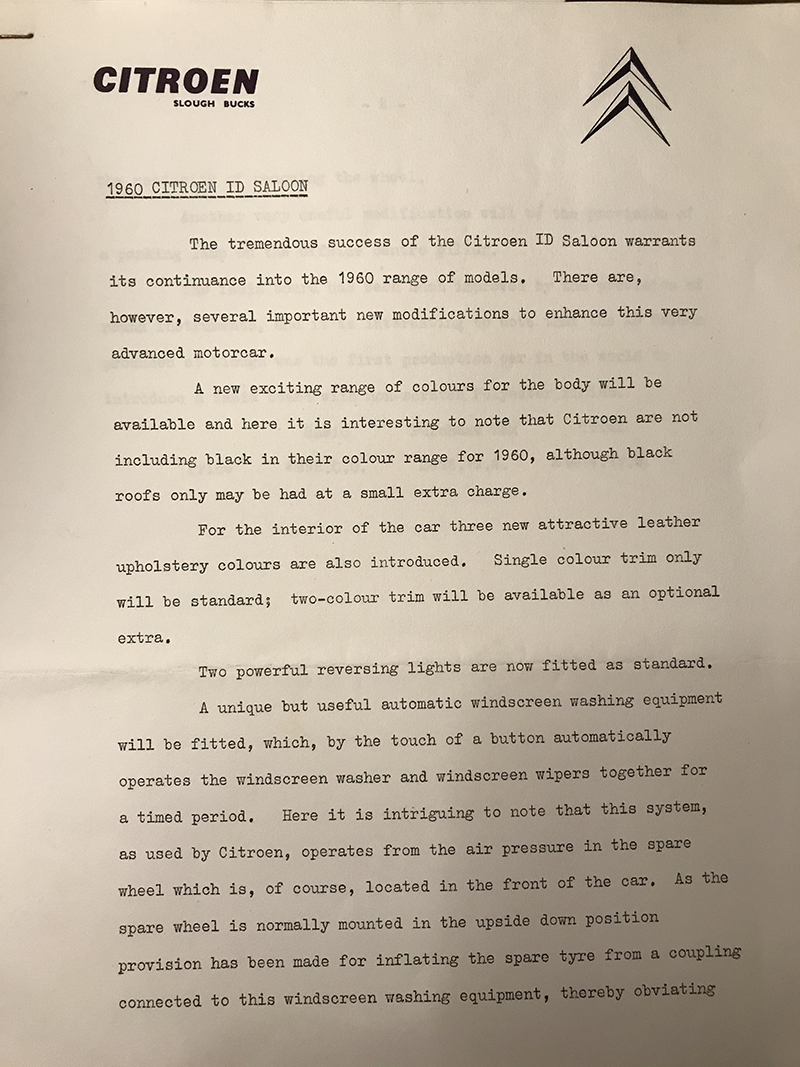 CITROEN
SLOUGH BUCKS
1960 CITROEN ID SALOON
The tremendous success of the Citroen ID Saloon warrants
its continuance into the 1960 range of models. There are,
however, several important new modifications to enhance this very
advanced motorcar.
A new exciting range of colours for the body will be
available and here it is interesting to note that Citroen are not
including black in their colour range for 1960, although black
roofs only may be had at a small extra charge.
For the interior of the car three new attractive leather
upholstery colours are also introduced. Single colour trim only
will be standard; two-colour trim will be available as an optional
extra.
Two powerful reversing lights are now fitted as standard.
A unique but useful automatic windscreen washing equipment
will be fitted, which, by the touch of a button automatically
operates the windscreen washer and windscreen wipers together for
a timed period. Here it is intriguing to note that this system,
as used by Citroen, operates from the air pressure in the spare
wheel which is, of course, located in the front of the car. As the
spare wheel is normally mounted in the upside down position
provision has been made for inflating the spare tyre from a coupling
connected to this windscreen washing equipment, thereby obviating